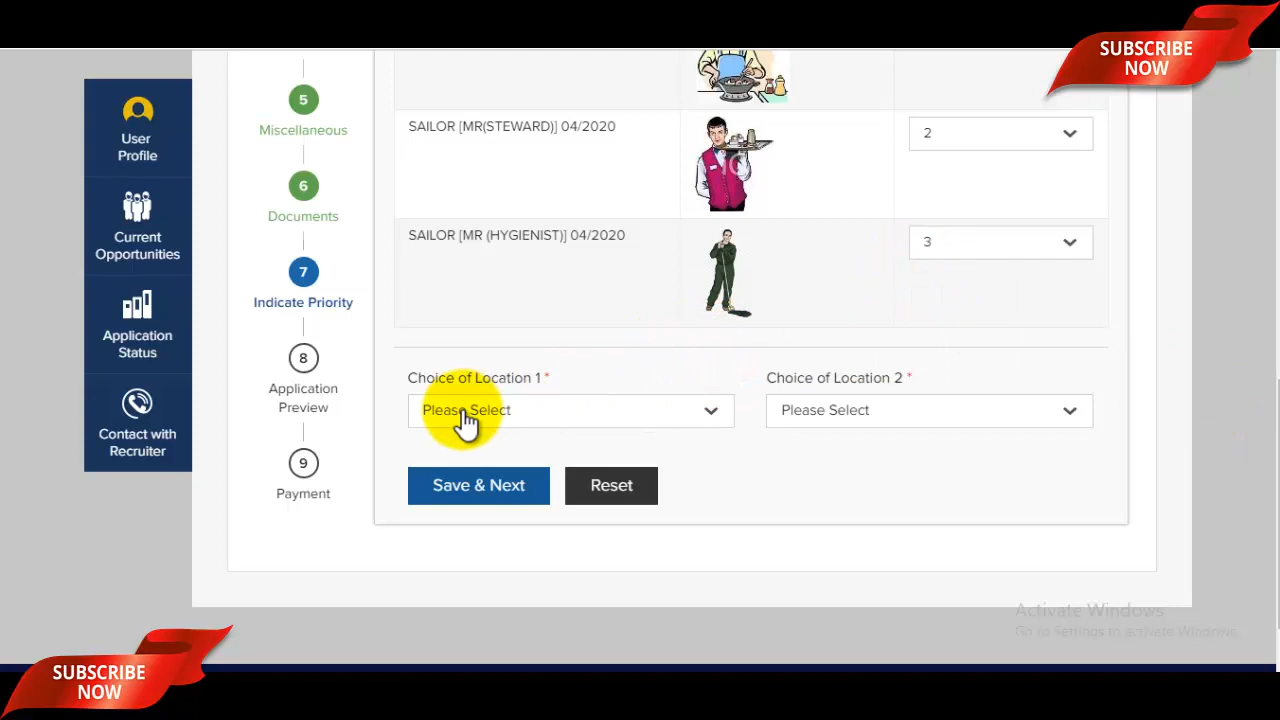 SUBSCRIBE
NOW
User
Profile
Current
Opportunities
Application
Status
Contact with
Recruiter
5
Miscellaneous
6
Documents
7
Indicate Priority
8
Application
Preview
9
Payment
SAILOR [MR(STEWARD)] 04/2020
2
SAILOR [MR (HYGIENIST)] 04/2020
3
Choice of Location 1 *
Choice of Location 2 *
Please Select
Please Select
Save & Next
Reset
Activate Windows
Go to Settings to activate Windows.
SUBSCRIBE
NOW